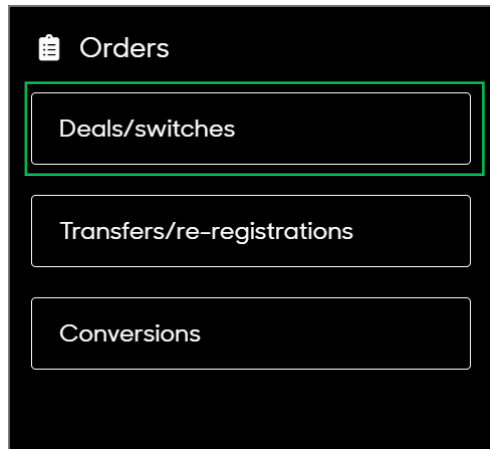 Orders
Deals/switches
Transfers/re-registrations
Conversions